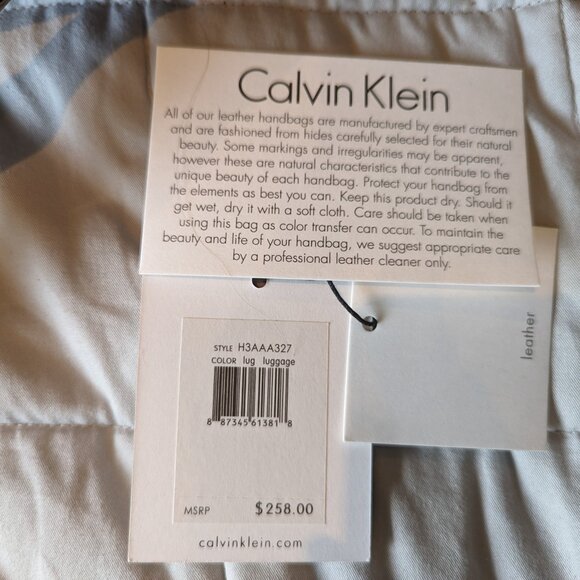 Calvin Klein
All of our leather handbags are manufactured by expert craftsmen
and are fashioned from hides carefully selected for their natural
beauty. Some markings and irregularities may be apparent,
however these are natural characteristics that contribute to the
unique beauty of each handbag. Protect your handbag from
the elements as best you can. Keep this product dry. Should it
get wet, dry it with a soft cloth. Care should be taken when
using this bag as color transfer can occur. To maintain the
beauty and life of your handbag, we suggest appropriate care
by a professional leather cleaner only.
STYLE H3AAA327
COLOR lug luggage
8 87345 61381 8
MSRP $258.00
calvinklein.com
leather